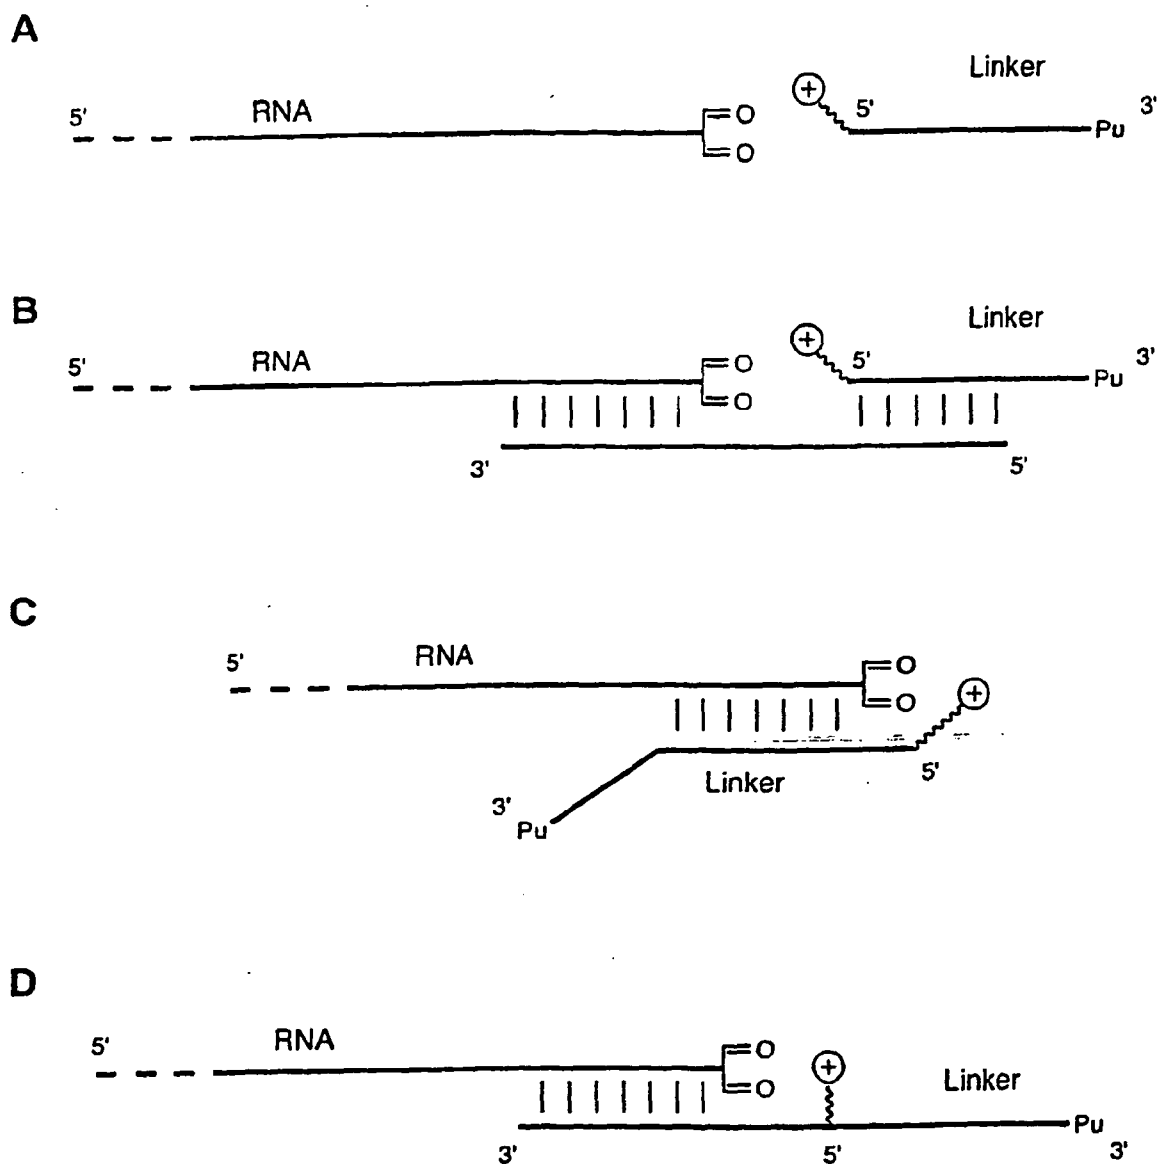 A
Linker
5' RNA O O + 5' Pu 3'
B
Linker
5' RNA O O + 5' Pu 3'
3' 5'
C
5' RNA O O +
Linker 5'
3' Pu
D
5' RNA O O + Linker Pu
3' 5' 3'